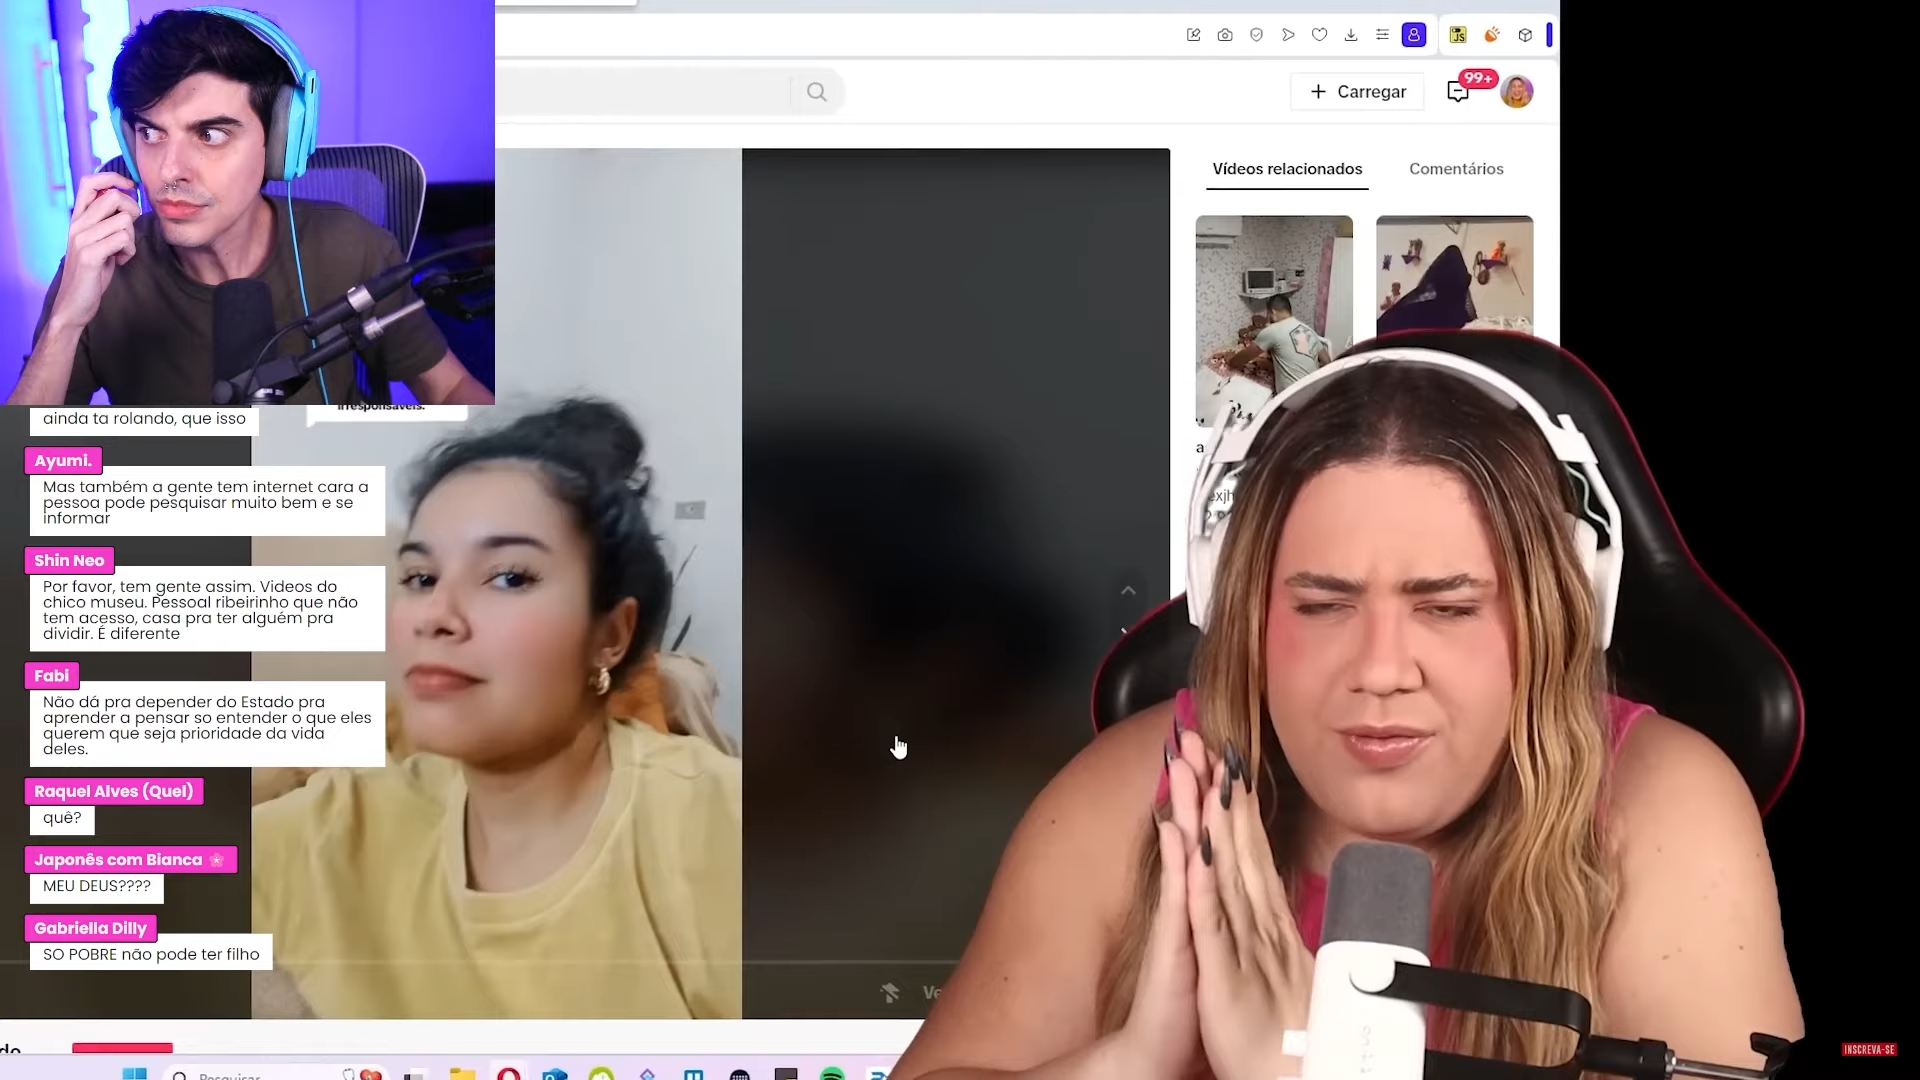 JS
Carregar
99+
Vídeos relacionados
Comentários
irresponsáveis.
ainda ta rolando, que isso
Ayumi.
Mas também a gente tem internet cara a
pessoa pode pesquisar muito bem e se
informar
Shin Neo
Por favor, tem gente assim. Videos do
chico museu. Pessoal ribeirinho que não
tem acesso, casa pra ter alguém pra
dividir. É diferente
Fabi
Não dá pra depender do Estado pra
aprender a pensar so entender o que eles
querem que seja prioridade da vida
deles.
Raquel Alves (Quel)
quê?
Japonês com Bianca
MEU DEUS????
Gabriella Dilly
SO POBRE não pode ter filho
Pesquisar
INSCREVA-SE